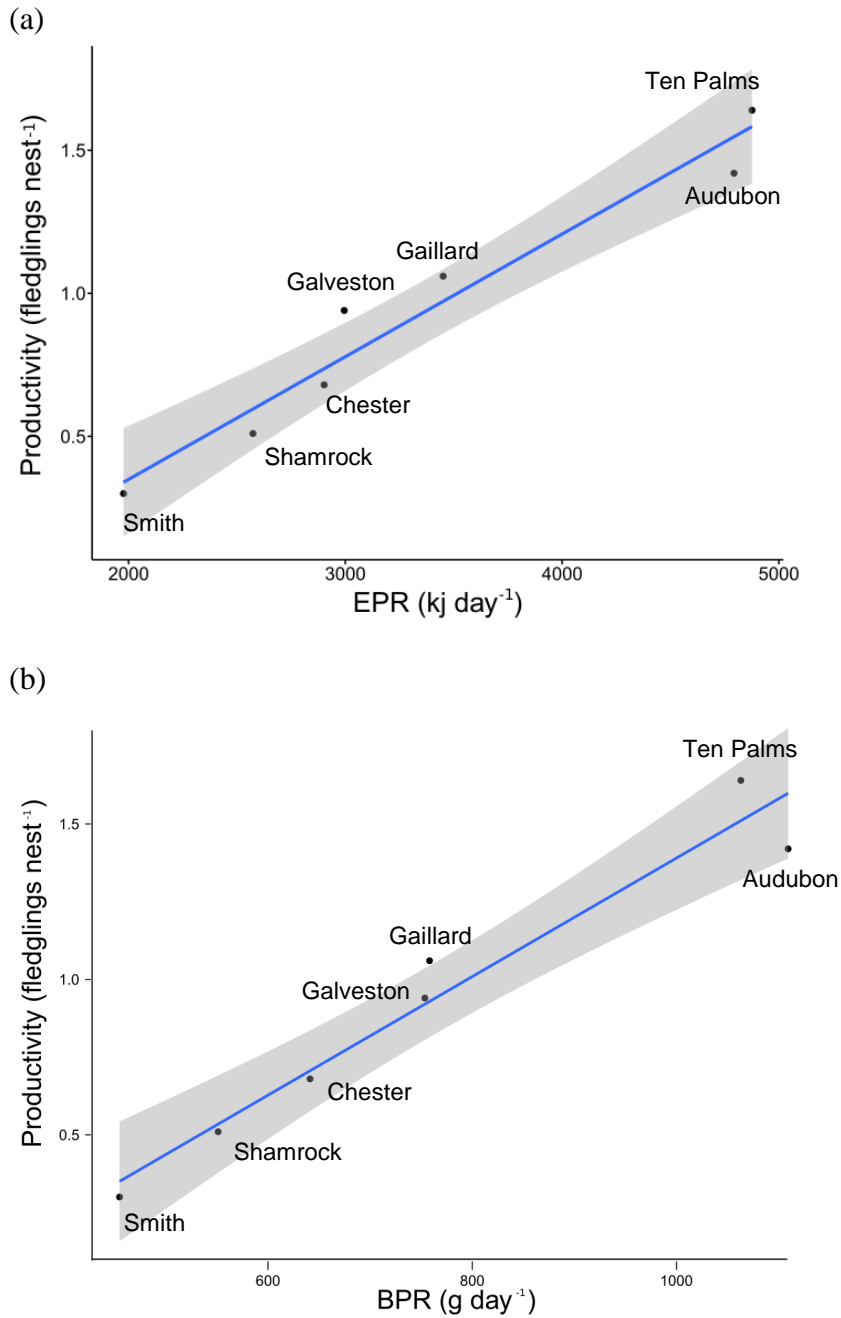 (a)
Productivity (fledglings nest-1)
1.5
1.0
0.5
Ten Palms
Audubon
Gaillard
Galveston
Chester
Shamrock
Smith
2000 3000 4000 5000
EPR (kj day-1)
(b)
Productivity (fledglings nest-1)
1.5
1.0
0.5
Ten Palms
Audubon
Gaillard
Galveston
Chester
Shamrock
Smith
600 800 1000
BPR (g day-1)